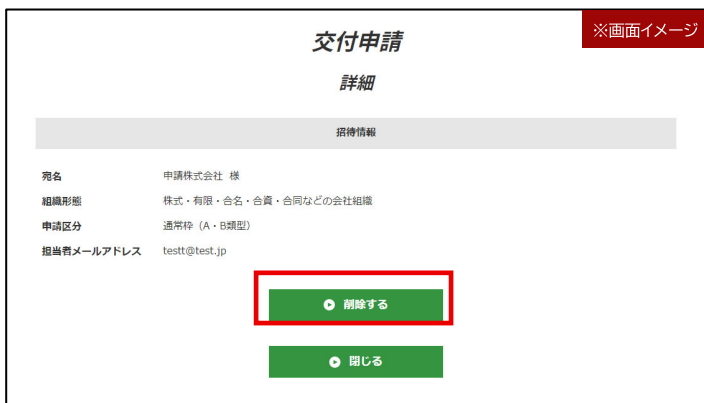 ※画面イメージ
交付申請
詳細
招待情報
宛名 申請株式会社 様
組織形態 株式・有限・合名・合資・合同などの会社組織
申請区分 通常枠（A・B類型）
担当者メールアドレス testt@test.jp
削除する
閉じる